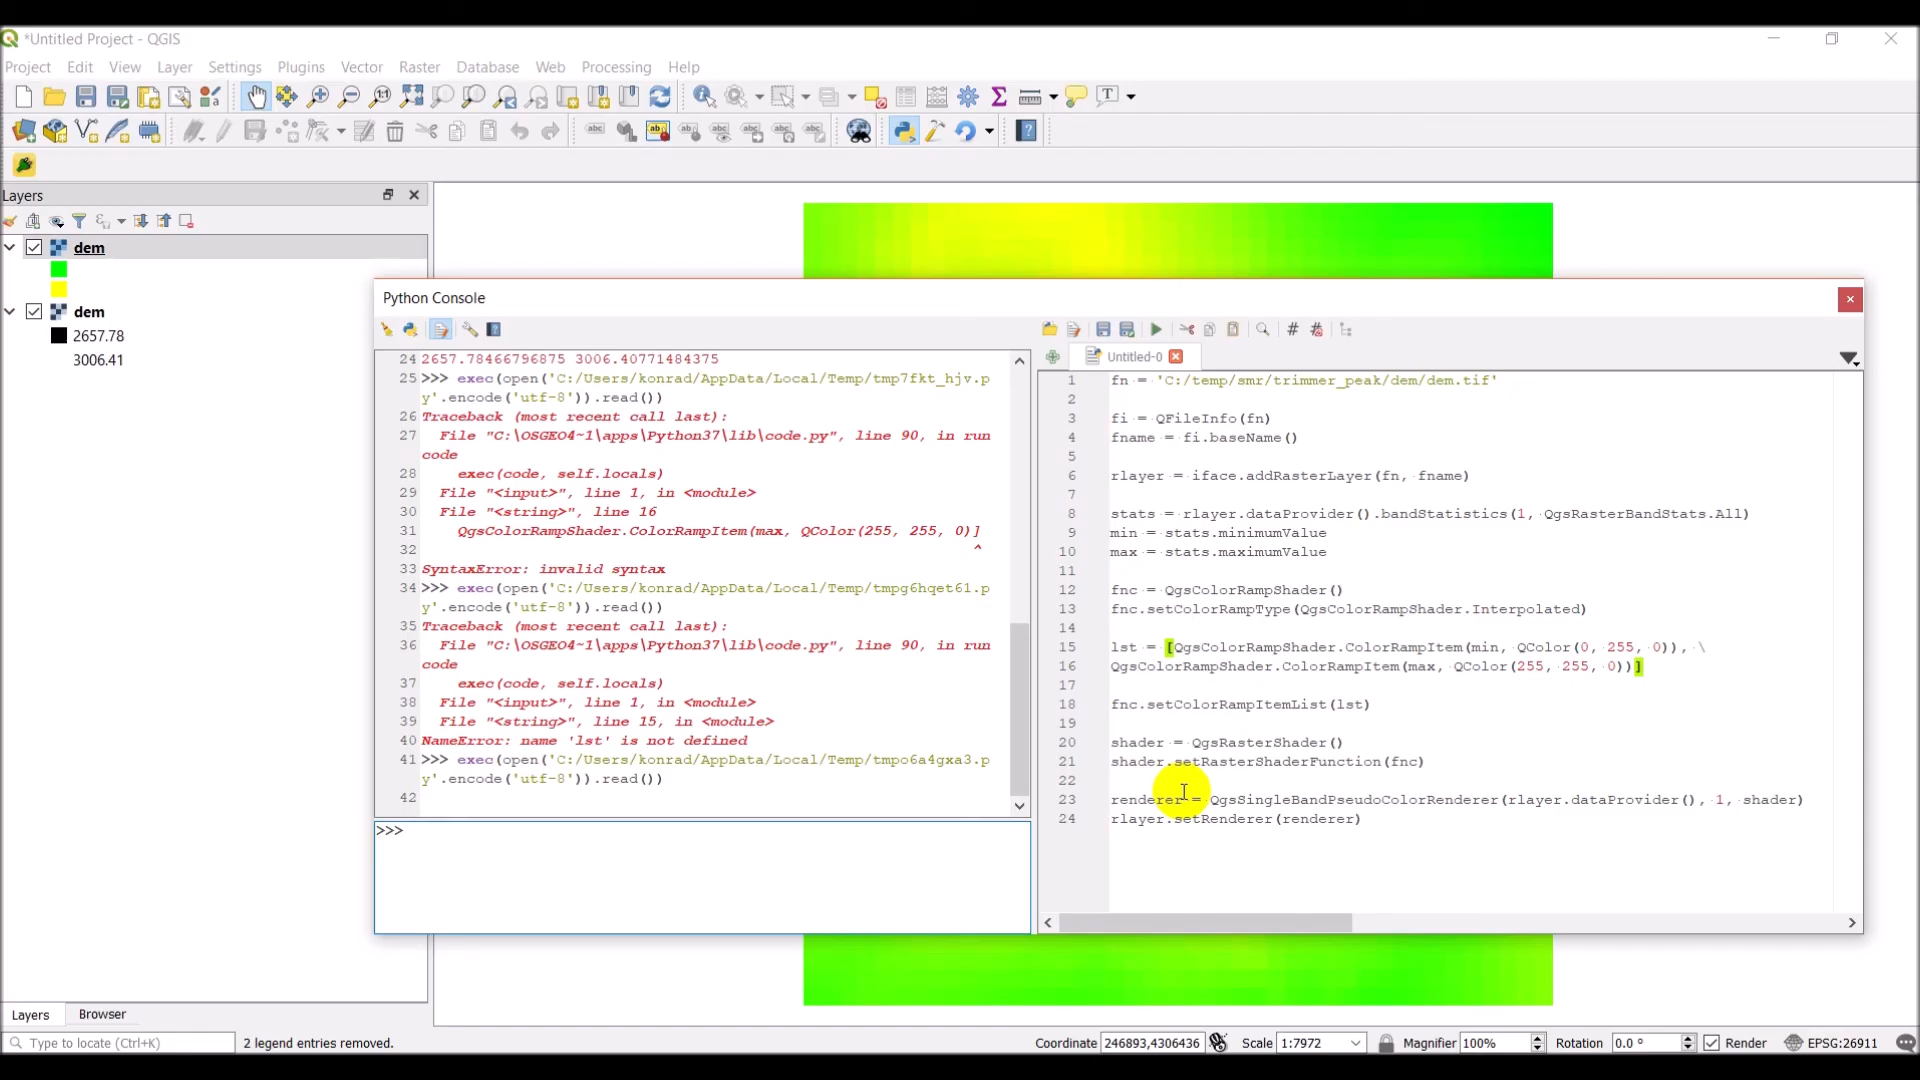 *Untitled Project - QGIS
Project Edit View Layer Settings Plugins Vector Raster Database Web Processing Help
Layers
dem
dem
2657.78
3006.41
Python Console
24 2657.78466796875 3006.40771484375
25 >>> exec(open('C:/Users/konrad/AppData/Local/Temp/tmp7fkt_hjv.p
y'.encode('utf-8')).read())
26 Traceback (most recent call last):
27 File "C:\OSGEO4~1\apps\Python37\lib\code.py", line 90, in run
code
28 exec(code, self.locals)
29 File "<input>", line 1, in <module>
30 File "<string>", line 16
31 QgsColorRampShader.ColorRampItem(max, QColor(255, 255, 0)]
32 ^
33 SyntaxError: invalid syntax
34 >>> exec(open('C:/Users/konrad/AppData/Local/Temp/tmpg6hqet61.p
y'.encode('utf-8')).read())
35 Traceback (most recent call last):
36 File "C:\OSGEO4~1\apps\Python37\lib\code.py", line 90, in run
code
37 exec(code, self.locals)
38 File "<input>", line 1, in <module>
39 File "<string>", line 15, in <module>
40 NameError: name 'lst' is not defined
41 >>> exec(open('C:/Users/konrad/AppData/Local/Temp/tmpo6a4gxa3.p
y'.encode('utf-8')).read())
42
>>>
Untitled-0
1 fn = 'C:/temp/smr/trimmer_peak/dem/dem.tif'
2
3 fi = QFileInfo(fn)
4 fname = fi.baseName()
5
6 rlayer = iface.addRasterLayer(fn, fname)
7
8 stats = rlayer.dataProvider().bandStatistics(1, QgsRasterBandStats.All)
9 min = stats.minimumValue
10 max = stats.maximumValue
11
12 fnc = QgsColorRampShader()
13 fnc.setColorRampType(QgsColorRampShader.Interpolated)
14
15 lst = [QgsColorRampShader.ColorRampItem(min, QColor(0, 255, 0)), \
16 QgsColorRampShader.ColorRampItem(max, QColor(255, 255, 0))]
17
18 fnc.setColorRampItemList(lst)
19
20 shader = QgsRasterShader()
21 shader.setRasterShaderFunction(fnc)
22
23 renderer = QgsSingleBandPseudoColorRenderer(rlayer.dataProvider(), 1, shader)
24 rlayer.setRenderer(renderer)
Layers Browser
Type to locate (Ctrl+K) 2 legend entries removed. Coordinate 246893,4306436 Scale 1:7972 Magnifier 100% Rotation 0.0 ° Render EPSG:26911